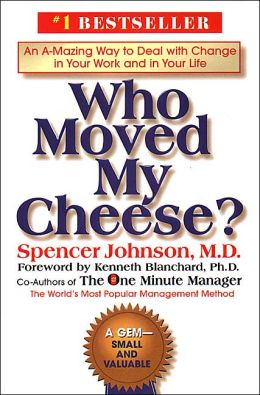 #1 BESTSELLER
An A-Mazing Way to Deal with Change
in Your Work and in Your Life
Who
Moved
My
Cheese?
Spencer Johnson, M.D.
Foreword by Kenneth Blanchard, Ph.D.
Co-Authors of The One Minute Manager
The World's Most Popular Management Method
A GEM—
SMALL
AND
VALUABLE